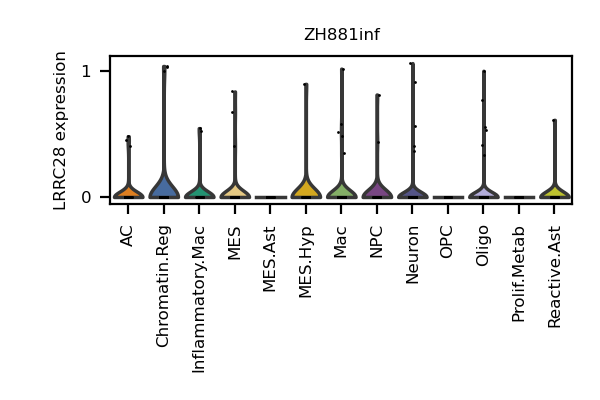 ZH881inf
LRRC28 expression
1
0
AC
Chromatin.Reg
Inflammatory.Mac
MES
MES.Ast
MES.Hyp
Mac
NPC
Neuron
OPC
Oligo
Prolif.Metab
Reactive.Ast